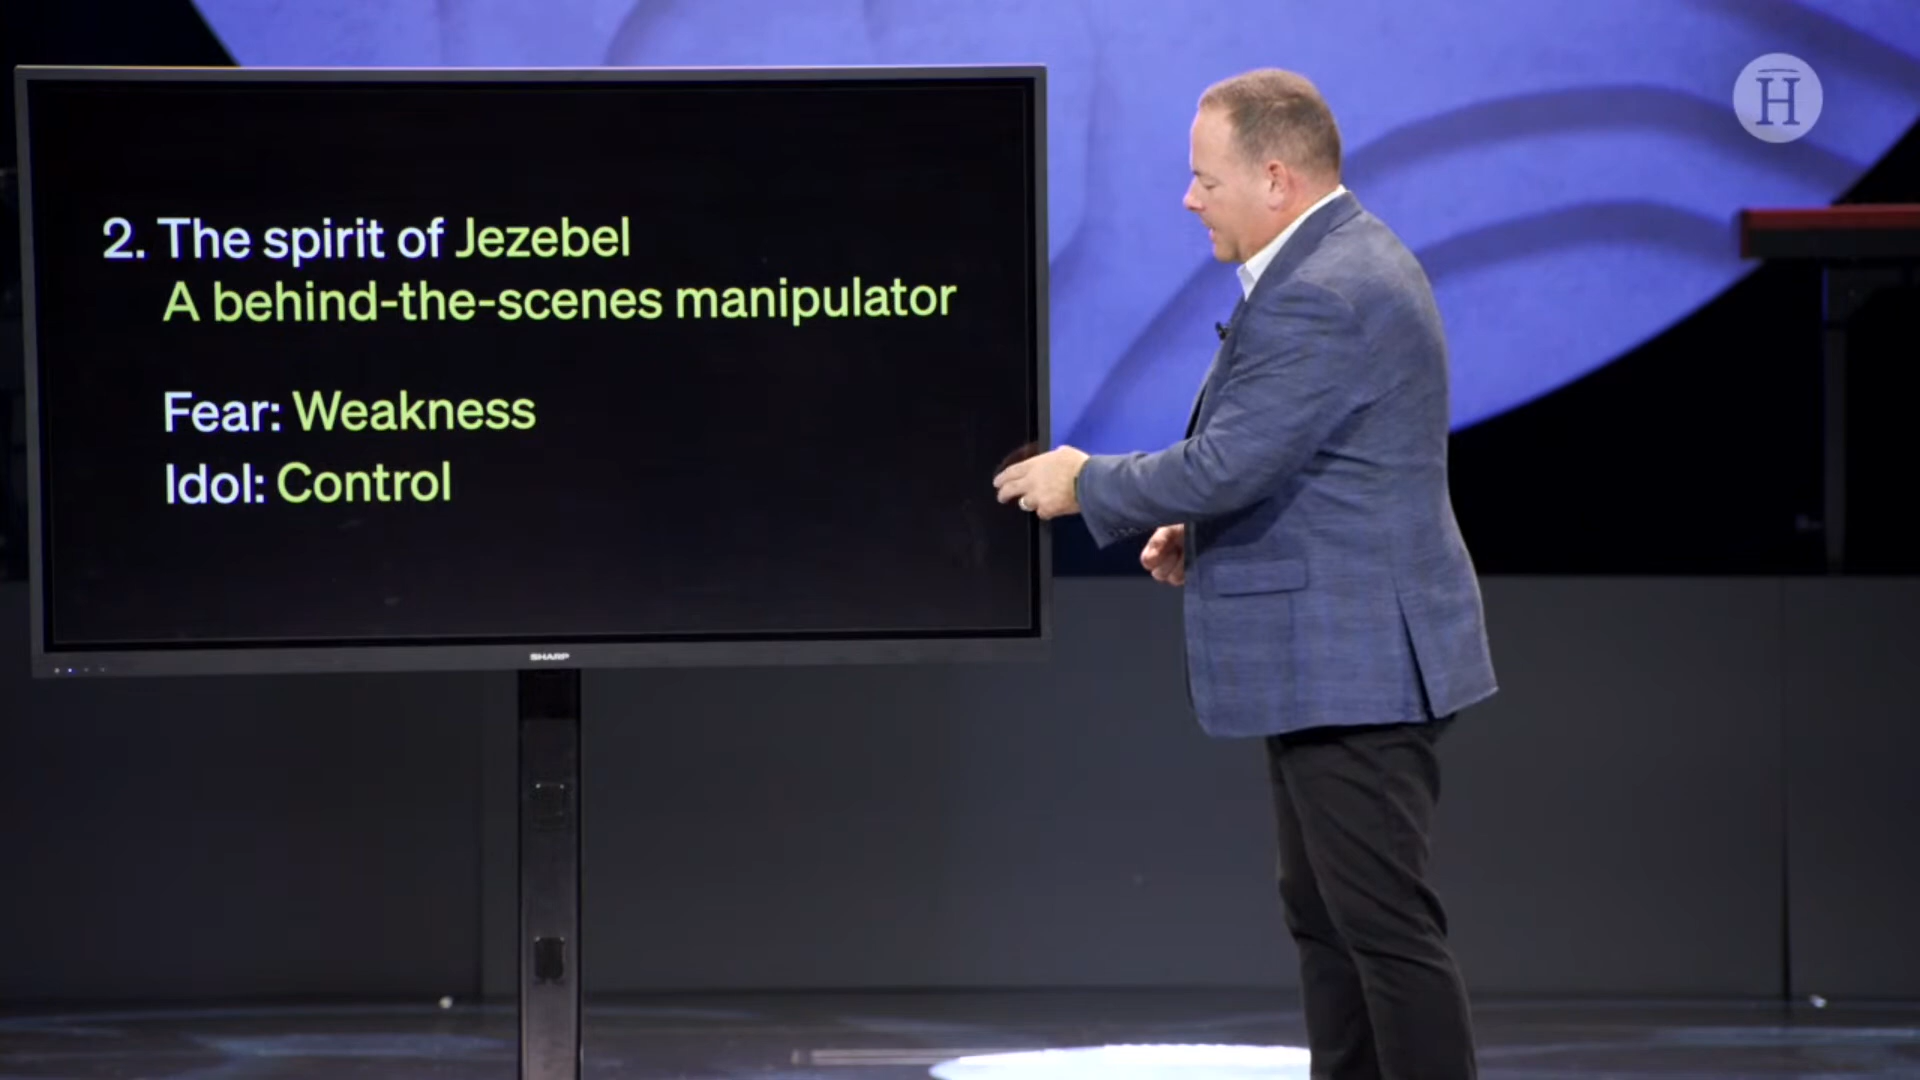 2. The spirit of Jezebel
A behind-the-scenes manipulator
Fear: Weakness
Idol: Control
SHARP
H